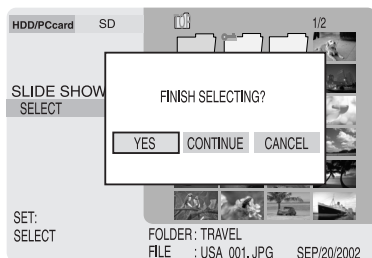 HDD/PCcard SD 1/2
SLIDE SHOW
SELECT
FINISH SELECTING?
YES CONTINUE CANCEL
SET:
SELECT
FOLDER : TRAVEL
FILE : USA 001.JPG SEP/20/2002